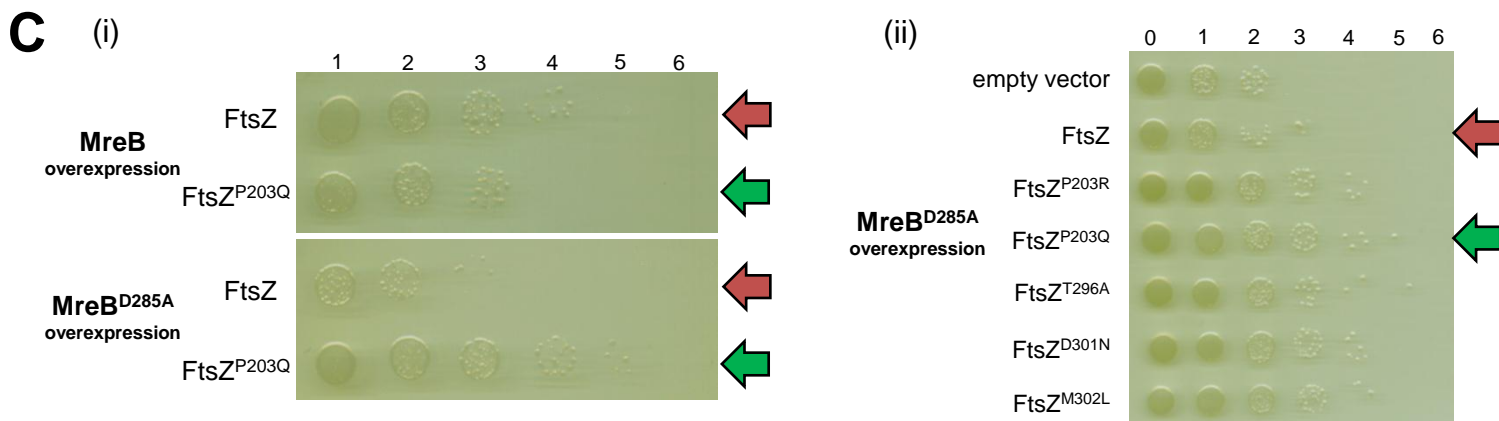 C (i)
1 2 3 4 5 6
MreB
overexpression
FtsZ
FtsZP203Q
MreBD285A
overexpression
FtsZ
FtsZP203Q
(ii)
0 1 2 3 4 5 6
MreBD285A
overexpression
empty vector
FtsZ
FtsZP203R
FtsZP203Q
FtsZT296A
FtsZD301N
FtsZM302L